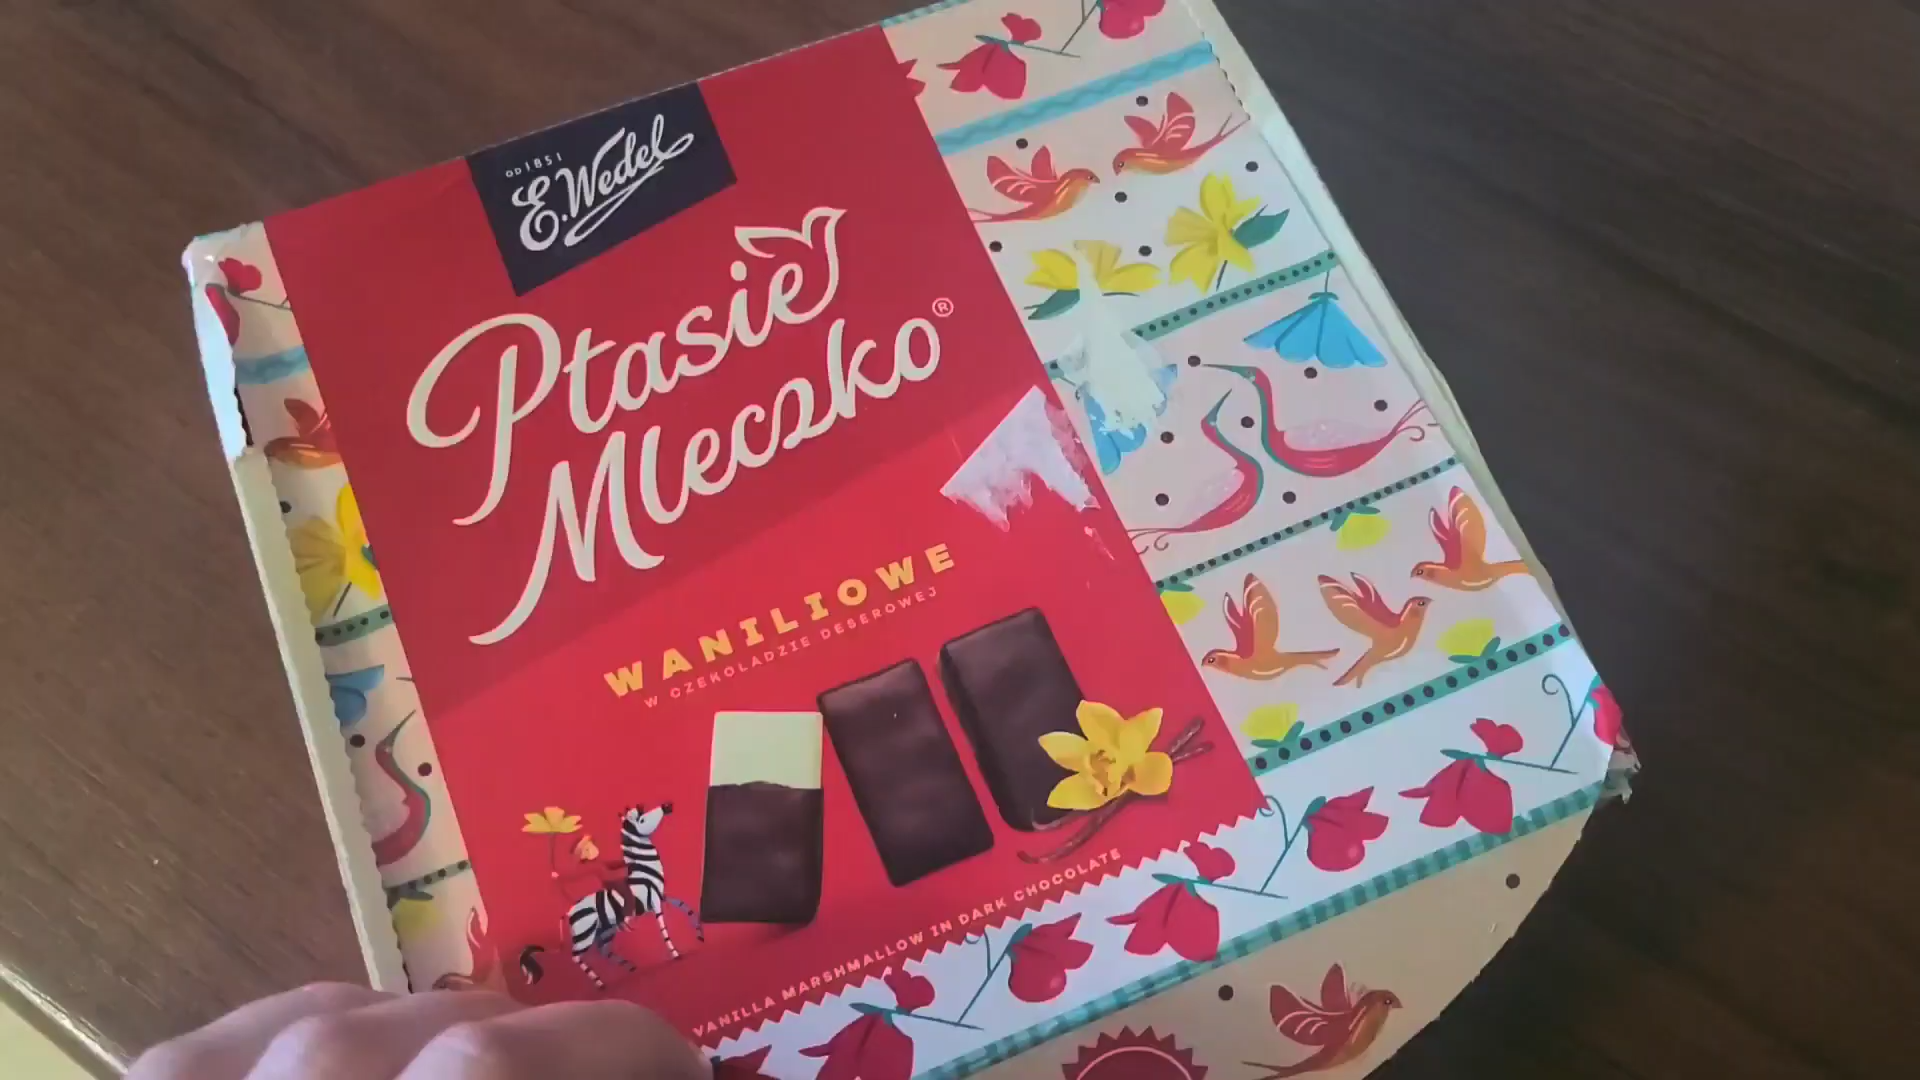 OD 1851
E.Wedel
Ptasie
Mleczko®
WANILIOWE
W CZEKOLADZIE DESEROWEJ
VANILLA MARSHMALLOW IN DARK CHOCOLATE